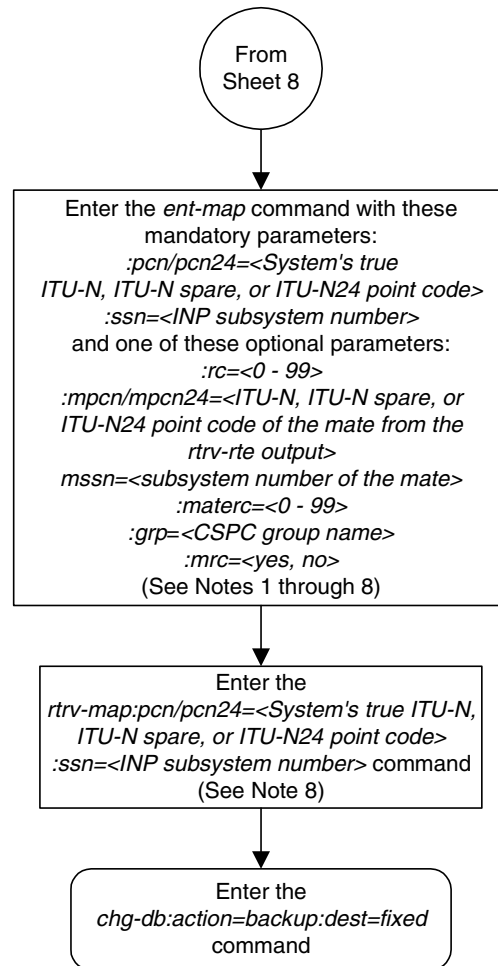 From
Sheet 8
Enter the ent-map command with these
mandatory parameters:
:pcn/pcn24=<System's true
ITU-N, ITU-N spare, or ITU-N24 point code>
:ssn=<INP subsystem number>
and one of these optional parameters:
:rc=<0 - 99>
:mpcn/mpcn24=<ITU-N, ITU-N spare, or
ITU-N24 point code of the mate from the
rtrv-rte output>
mssn=<subsystem number of the mate>
:materc=<0 - 99>
:grp=<CSPC group name>
:mrc=<yes, no>
(See Notes 1 through 8)
Enter the
rtrv-map:pcn/pcn24=<System's true ITU-N,
ITU-N spare, or ITU-N24 point code>
:ssn=<INP subsystem number> command
(See Note 8)
Enter the
chg-db:action=backup:dest=fixed
command